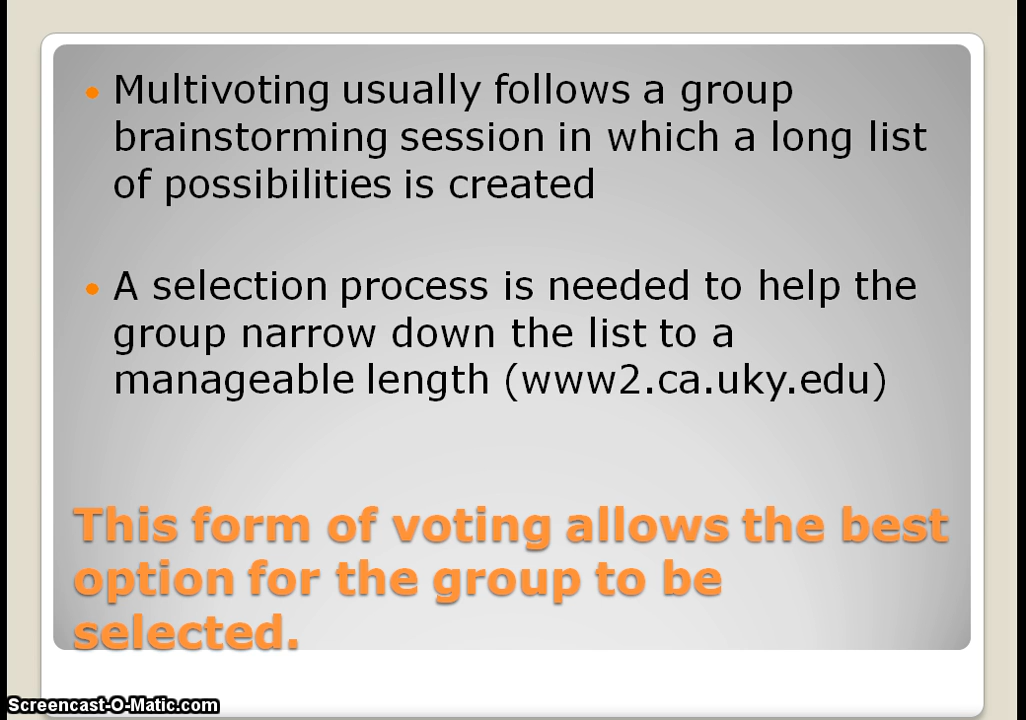 • Multivoting usually follows a group
brainstorming session in which a long list
of possibilities is created
• A selection process is needed to help the
group narrow down the list to a
manageable length (www2.ca.uky.edu)
This form of voting allows the best
option for the group to be
selected.
Screencast-O-Matic.com